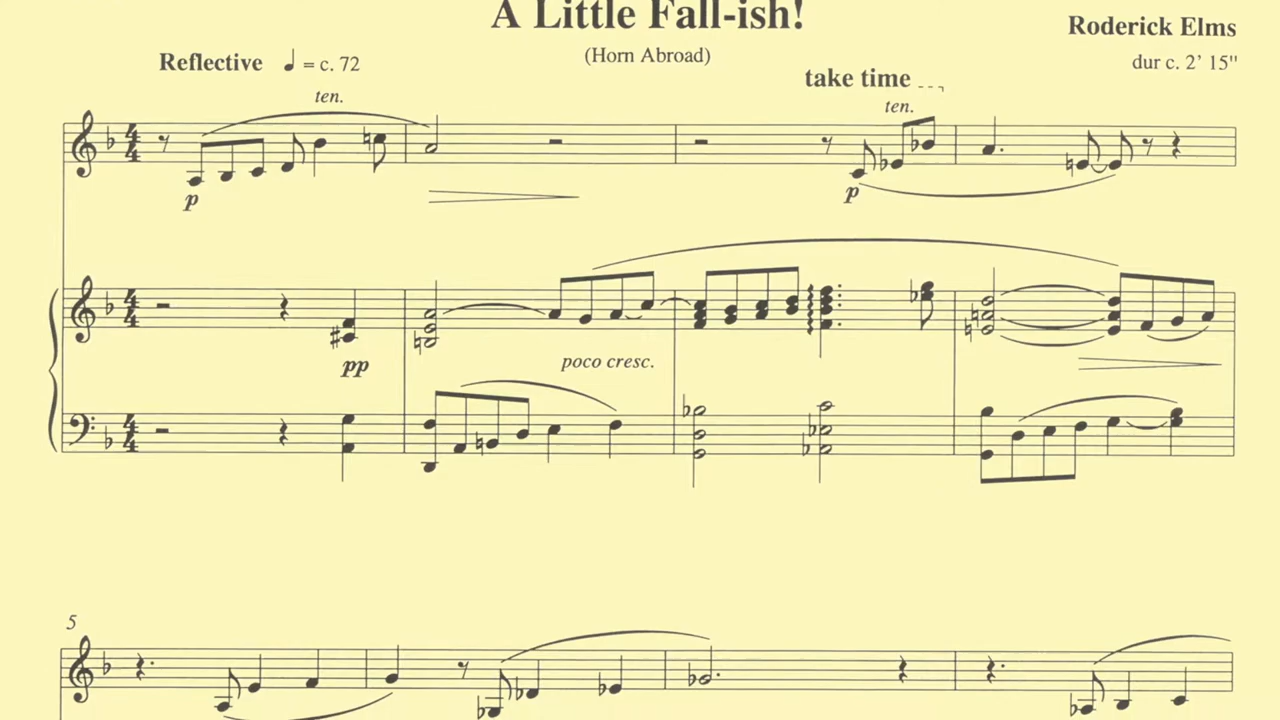 A Little Fall-ish!
Roderick Elms
(Horn Abroad)
Reflective ♩ = c. 72
dur c. 2' 15"
take time
ten.
ten.
p
p
pp
poco cresc.
5